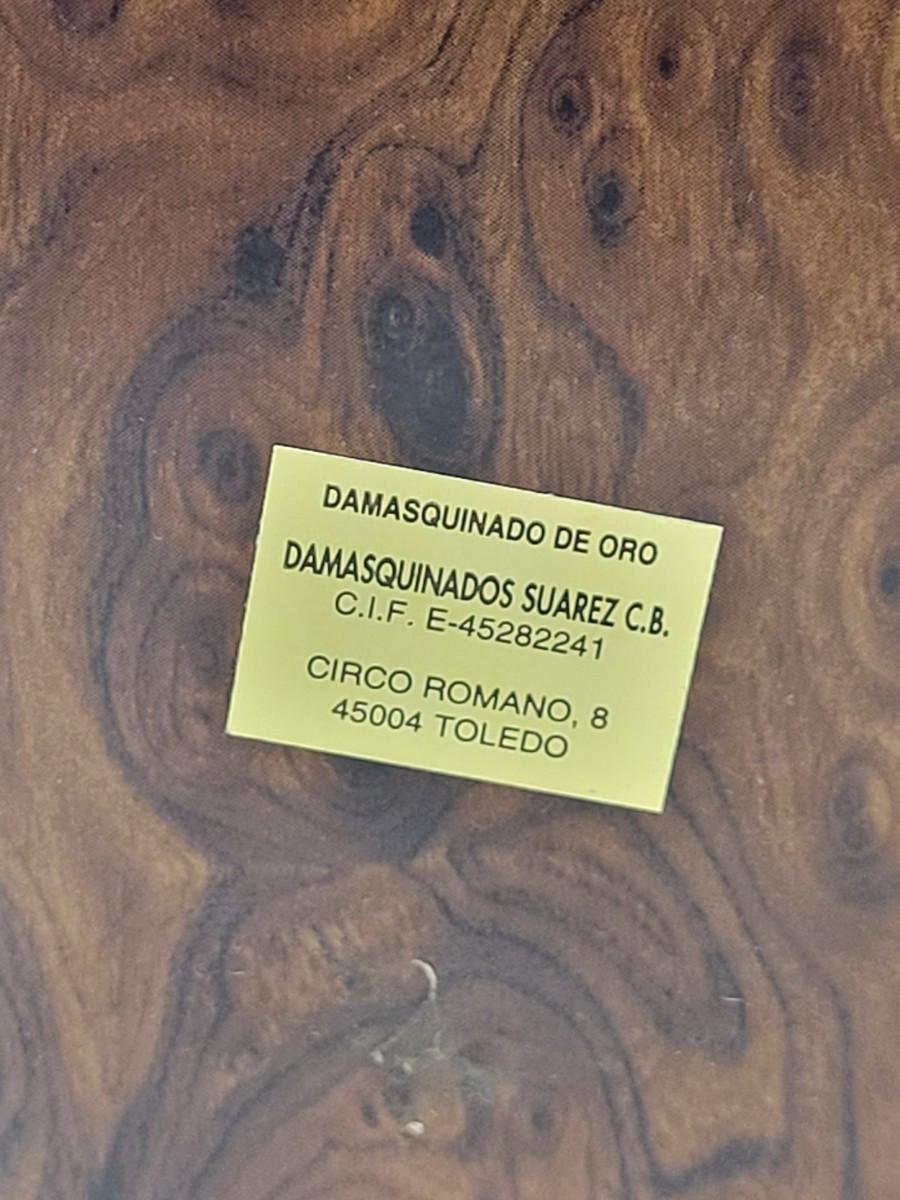 DAMASQUINADO DE ORO
DAMASQUINADOS SUAREZ C.B.
C.I.F. E-45282241
CIRCO ROMANO, 8
45004 TOLEDO